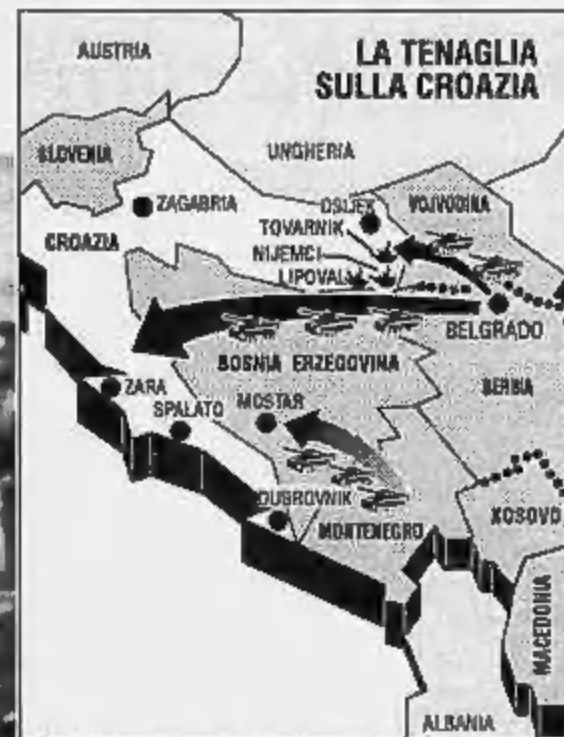 LA TENAGLIA
SULLA CROAZIA
AUSTRIA
SLOVENIA
UNGHERIA
ZAGABRIA
OSIJEK
VOJVODINA
TOVARNIK
CROAZIA
NIJEMCI
LIPOVAL
BELGRADO
BOSNIA ERZEGOVINA
SERBIA
ZARA
SPALATO
MOSTAR
DUBROVNIK
MONTENEGRO
KOSOVO
MACEDONIA
ALBANIA